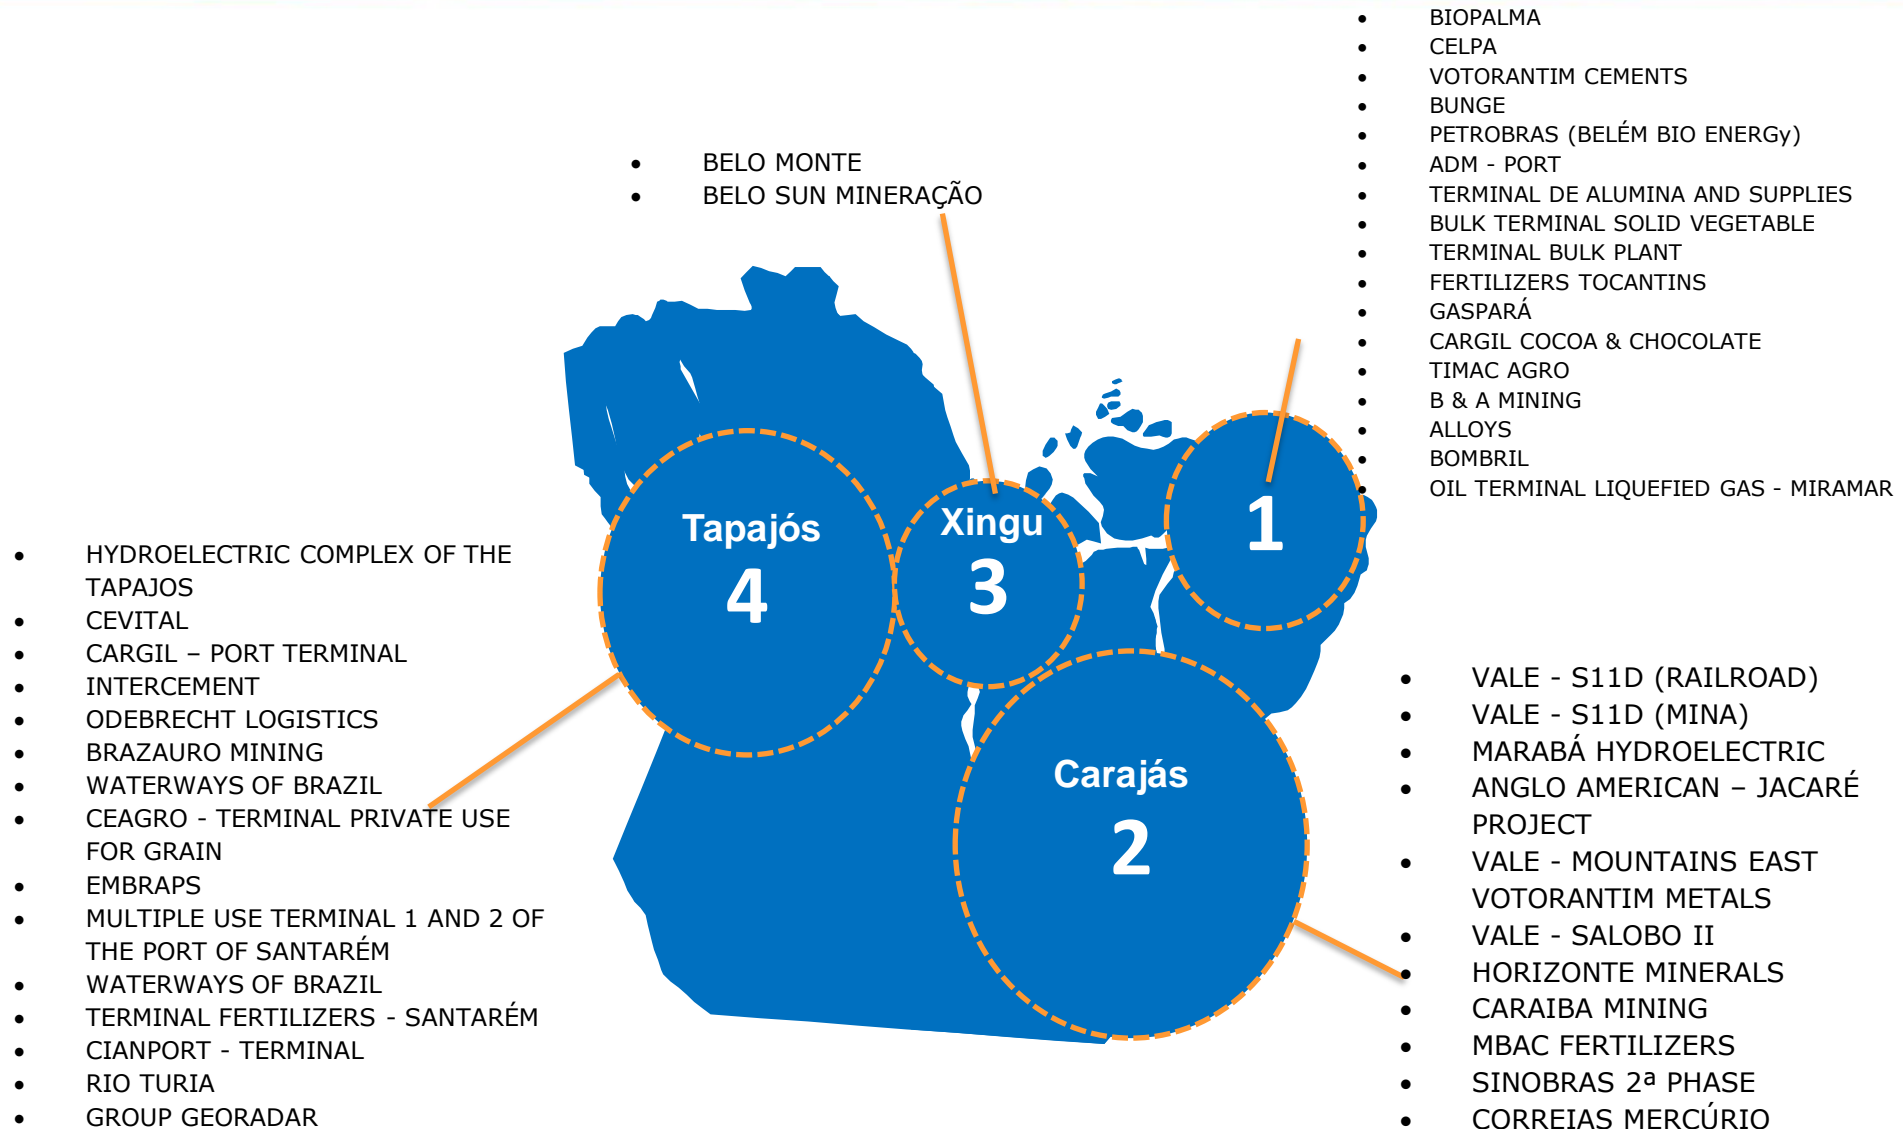 • BIOPALMA
• CELPA
• VOTORANTIM CEMENTS
• BUNGE
• PETROBRAS (BELÉM BIO ENERGy)
• ADM - PORT
• TERMINAL DE ALUMINA AND SUPPLIES
• BULK TERMINAL SOLID VEGETABLE
• TERMINAL BULK PLANT
• FERTILIZERS TOCANTINS
• GASPARÁ
• CARGIL COCOA & CHOCOLATE
• TIMAC AGRO
• B & A MINING
• ALLOYS
• BOMBRIL
• OIL TERMINAL LIQUEFIED GAS - MIRAMAR
• BELO MONTE
• BELO SUN MINERAÇÃO
Tapajós
4
Xingu
3
1
Carajás
2
• HYDROELECTRIC COMPLEX OF THE
TAPAJOS
• CEVITAL
• CARGIL – PORT TERMINAL
• INTERCEMENT
• ODEBRECHT LOGISTICS
• BRAZAURO MINING
• WATERWAYS OF BRAZIL
• CEAGRO - TERMINAL PRIVATE USE
FOR GRAIN
• EMBRAPS
• MULTIPLE USE TERMINAL 1 AND 2 OF
THE PORT OF SANTARÉM
• WATERWAYS OF BRAZIL
• TERMINAL FERTILIZERS - SANTARÉM
• CIANPORT - TERMINAL
• RIO TURIA
• GROUP GEORADAR
• VALE - S11D (RAILROAD)
• VALE - S11D (MINA)
• MARABÁ HYDROELECTRIC
• ANGLO AMERICAN – JACARÉ
PROJECT
• VALE - MOUNTAINS EAST
VOTORANTIM METALS
• VALE - SALOBO II
• HORIZONTE MINERALS
• CARAIBA MINING
• MBAC FERTILIZERS
• SINOBRAS 2ª PHASE
• CORREIAS MERCÚRIO